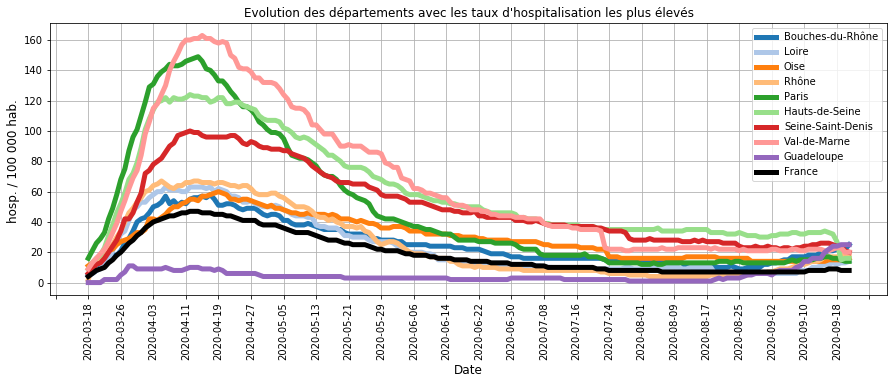 Evolution des départements avec les taux d'hospitalisation les plus élevés
hosp. / 100 000 hab.
160
140
120
100
80
60
40
20
0
Bouches-du-Rhône
Loire
Oise
Rhône
Paris
Hauts-de-Seine
Seine-Saint-Denis
Val-de-Marne
Guadeloupe
France
2020-03-18
2020-03-26
2020-04-03
2020-04-11
2020-04-19
2020-04-27
2020-05-05
2020-05-13
2020-05-21
2020-05-29
2020-06-06
2020-06-14
2020-06-22
2020-06-30
2020-07-08
2020-07-16
2020-07-24
2020-08-01
2020-08-09
2020-08-17
2020-08-25
2020-09-02
2020-09-10
2020-09-18
Date